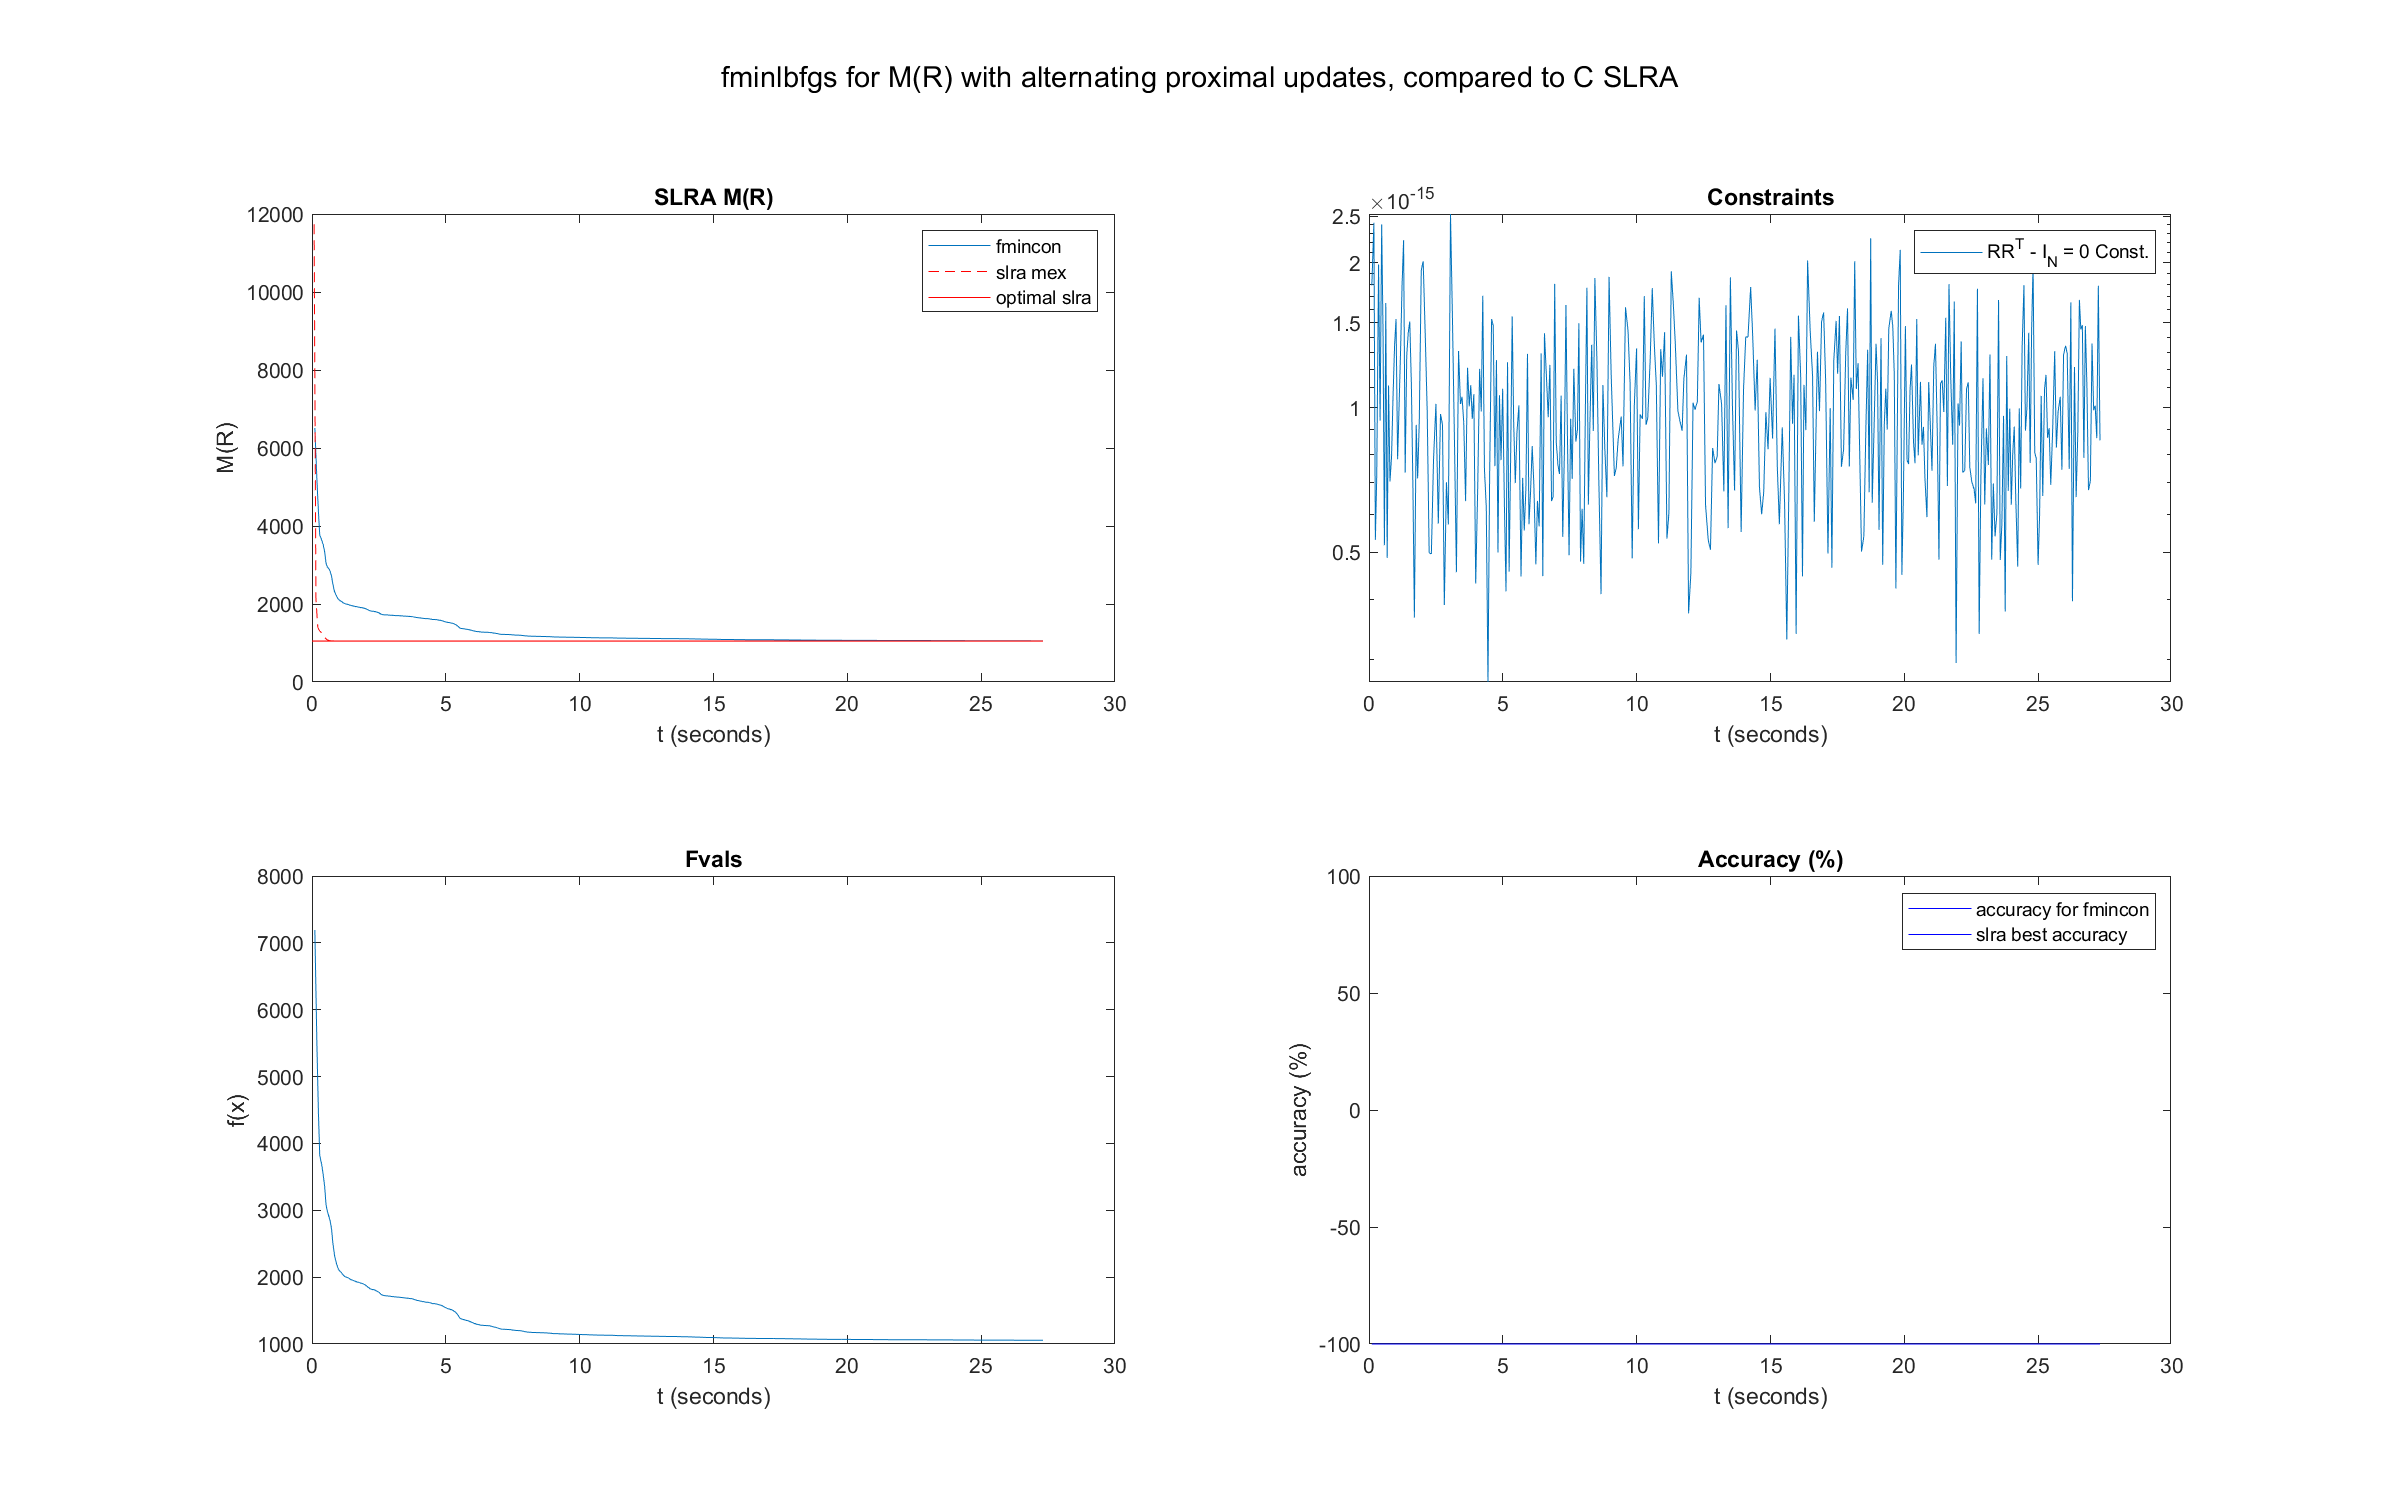 fminlbfgs for M(R) with alternating proximal updates, compared to C SLRA
SLRA M(R)
12000
10000
8000
6000
4000
2000
0
M(R)
fmincon
slra mex
optimal slra
0 5 10 15 20 25 30
t (seconds)
Constraints
×10^-15
2.5
2
1.5
1
0.5
RR^T - I_N = 0 Const.
0 5 10 15 20 25 30
t (seconds)
Fvals
8000
7000
6000
5000
4000
3000
2000
1000
f(x)
0 5 10 15 20 25 30
t (seconds)
Accuracy (%)
100
50
0
-50
-100
accuracy (%)
accuracy for fmincon
slra best accuracy
0 5 10 15 20 25 30
t (seconds)